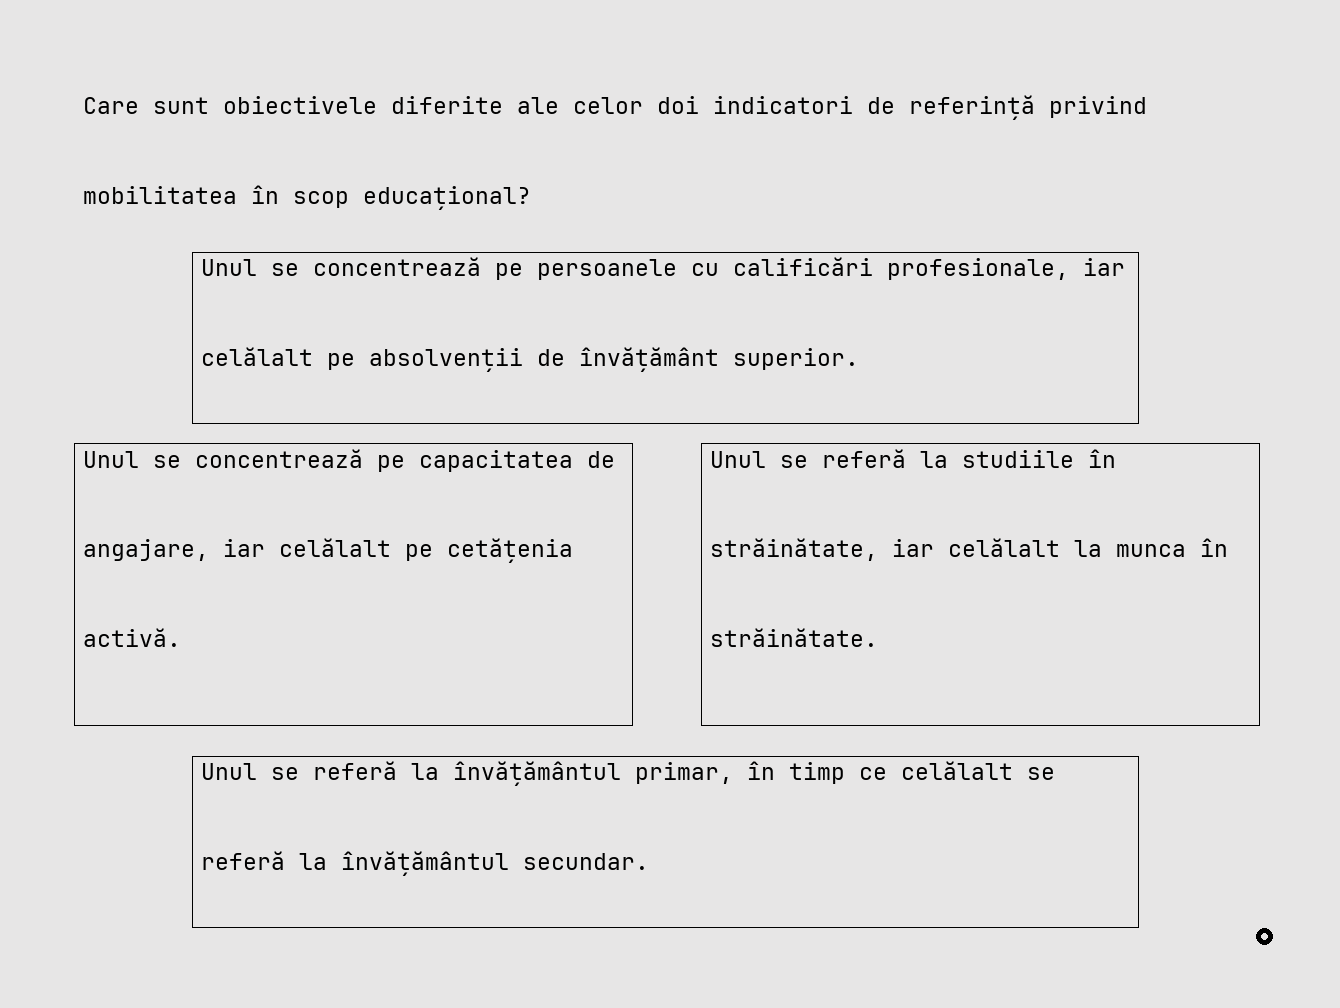 Care sunt obiectivele diferite ale celor doi indicatori de referință privind
mobilitatea în scop educațional?
Unul se concentrează pe persoanele cu calificări profesionale, iar
celălalt pe absolvenții de învățământ superior.
Unul se concentrează pe capacitatea de
angajare, iar celălalt pe cetățenia
activă.
Unul se referă la studiile în
străinătate, iar celălalt la munca în
străinătate.
Unul se referă la învățământul primar, în timp ce celălalt se
referă la învățământul secundar.